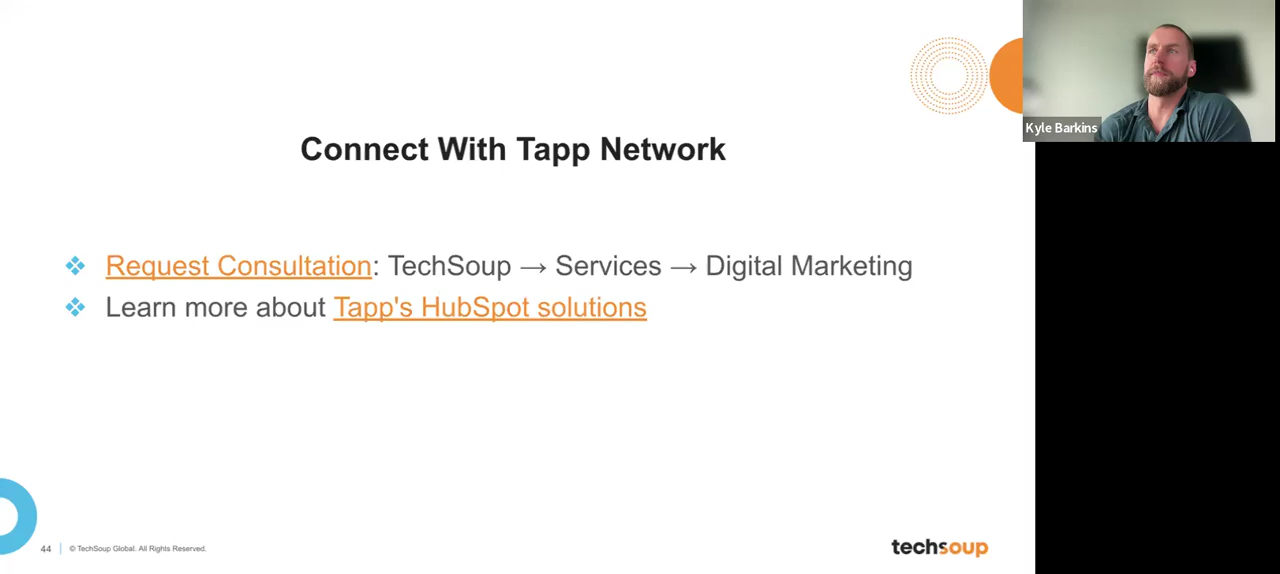 Kyle Barkins
Connect With Tapp Network
❖ Request Consultation: TechSoup → Services → Digital Marketing
❖ Learn more about Tapp's HubSpot solutions
44 | © TechSoup Global. All Rights Reserved.
techsoup